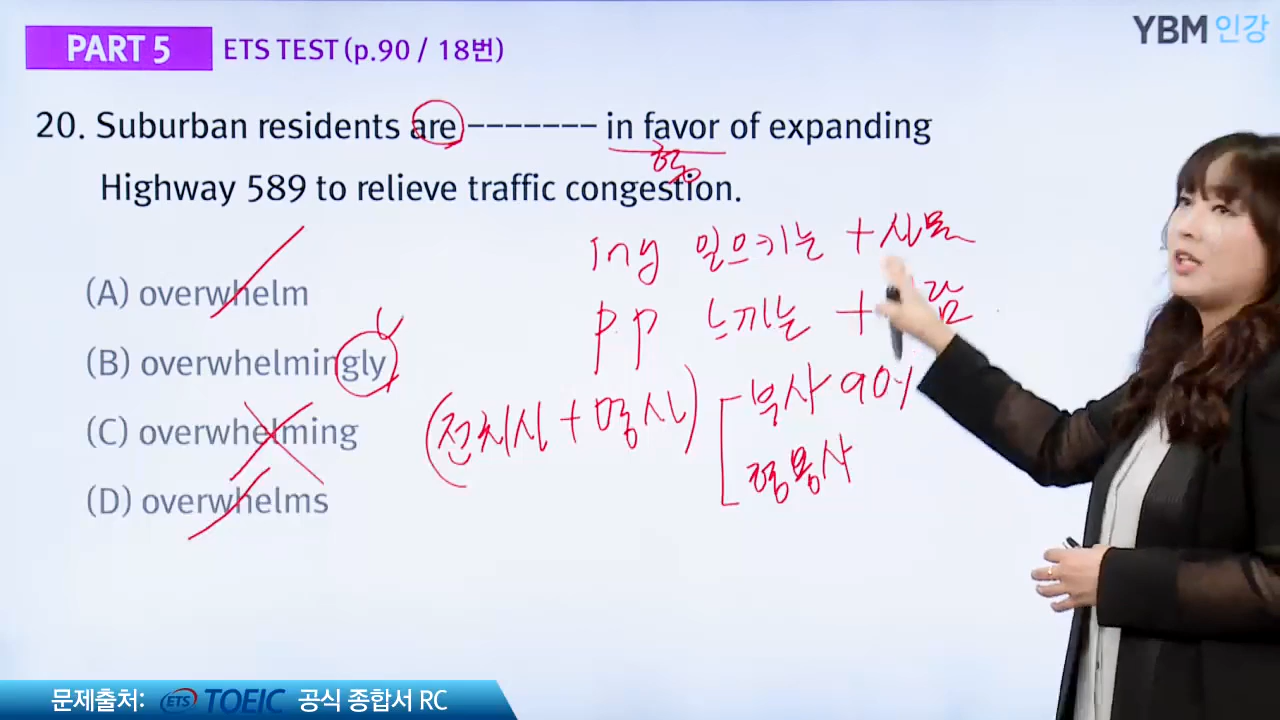 PART 5
ETS TEST (p.90 / 18번)
YBM 인강
20. Suburban residents are ------- in favor of expanding
형
Highway 589 to relieve traffic congestion.
ing 일으키는 + 사물
(A) overwhelm
pp 느끼는 +
(B) overwhelmingly
부사 90%
(C) overwhelming
(전치사 + 명사)
형용사
(D) overwhelms
문제출처: ETS TOEIC 공식 종합서 RC